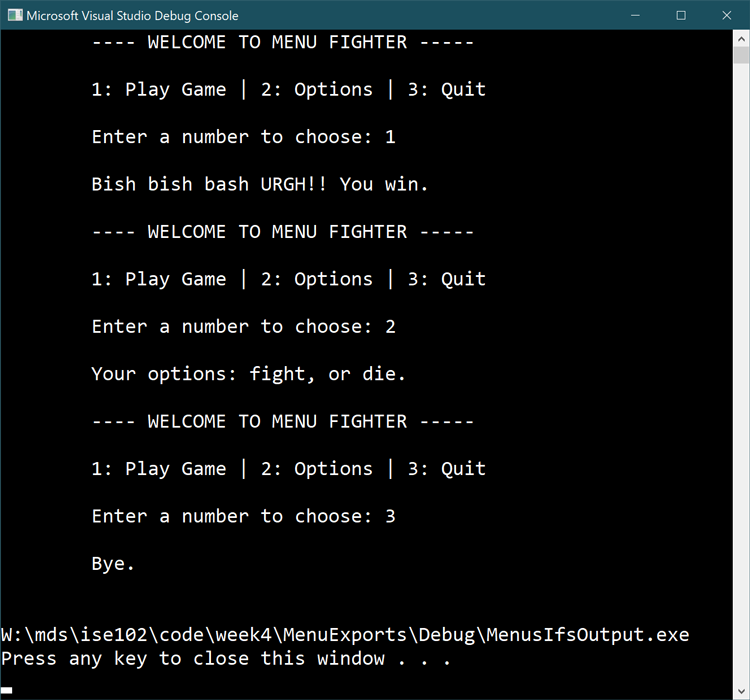 Microsoft Visual Studio Debug Console
---- WELCOME TO MENU FIGHTER -----
1: Play Game | 2: Options | 3: Quit
Enter a number to choose: 1
Bish bish bash URGH!! You win.
---- WELCOME TO MENU FIGHTER -----
1: Play Game | 2: Options | 3: Quit
Enter a number to choose: 2
Your options: fight, or die.
---- WELCOME TO MENU FIGHTER -----
1: Play Game | 2: Options | 3: Quit
Enter a number to choose: 3
Bye.
W:\mds\ise102\code\week4\MenuExports\Debug\MenusIfsOutput.exe
Press any key to close this window . . .